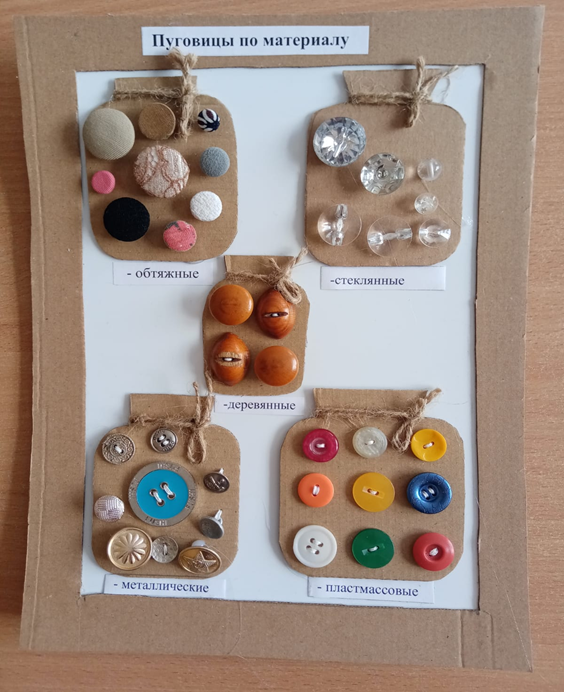 Пуговицы по материалу
- обтяжные
-стеклянные
-деревянные
- металлические
- пластмассовые